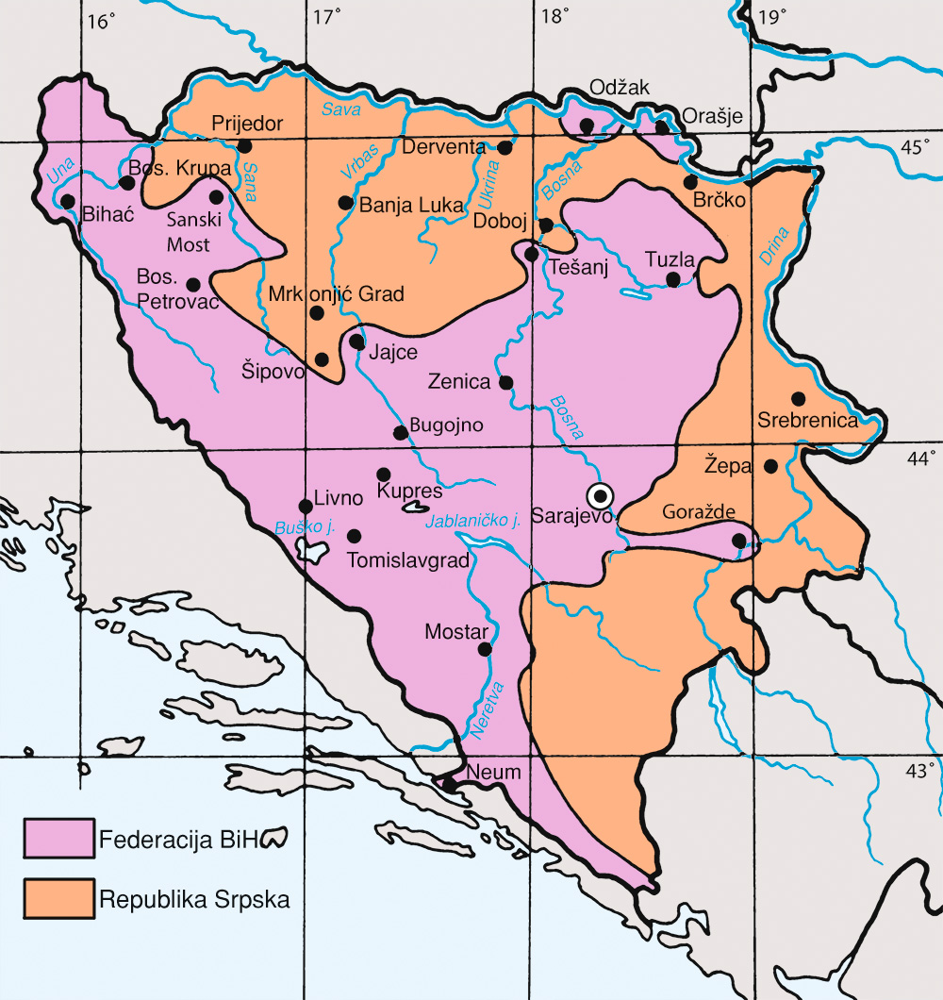 16°
17°
18°
19°
Odžak
Orašje
Sava
Prijedor
Derventa
45°
Una
Bos. Krupa
Sana
Vrbas
Ukrina
Bosna
Bihać
Sanski
Most
Banja Luka
Doboj
Brčko
Drina
Bos.
Petrovac
Tešanj
Tuzla
Mrkonjić Grad
Šipovo
Jajce
Zenica
Bosna
Srebrenica
Bugojno
44°
Žepa
Kupres
Livno
Sarajevo
Goražde
Buško j.
Jablaničko j.
Tomislavgrad
Mostar
Neretva
Neum
43°
Federacija BiH
Republika Srpska